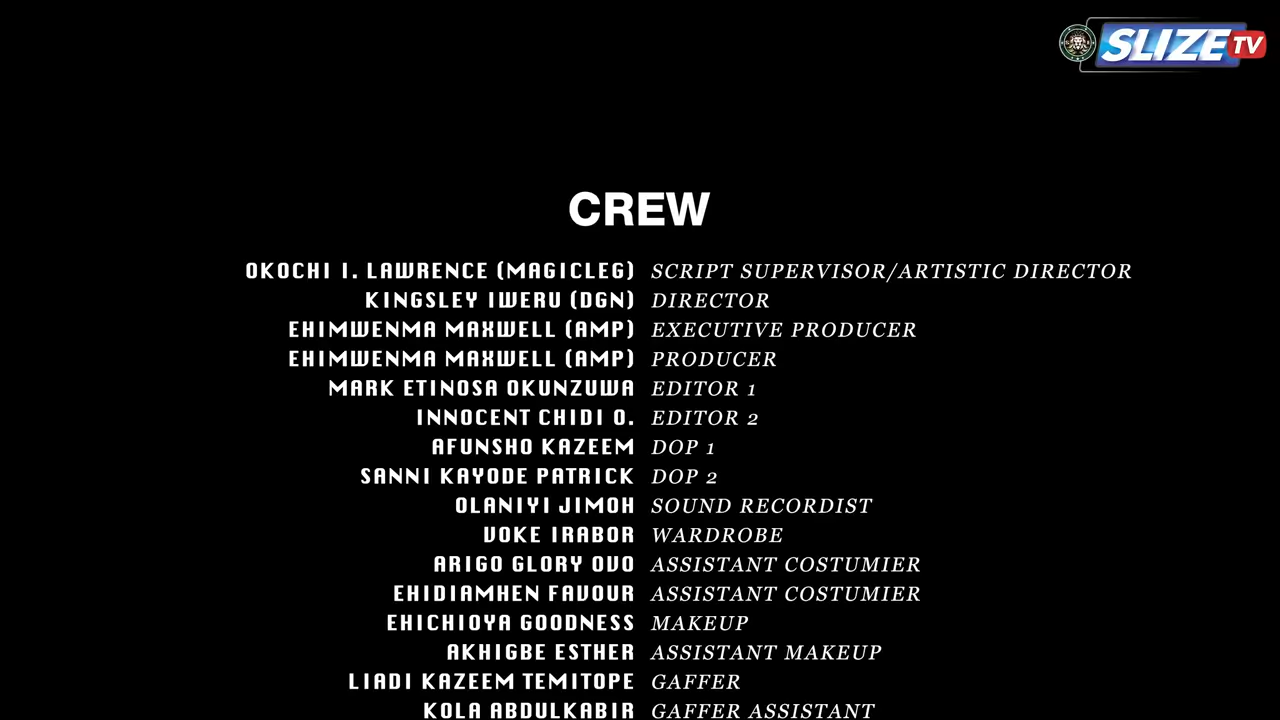 SLIZE TV
CREW
OKOCHI I. LAWRENCE (MAGICLEG) SCRIPT SUPERVISOR/ARTISTIC DIRECTOR
KINGSLEY IWERU (DGN) DIRECTOR
EHIMWENMA MAXWELL (AMP) EXECUTIVE PRODUCER
EHIMWENMA MAXWELL (AMP) PRODUCER
MARK ETINOSA OKUNZUWA EDITOR 1
INNOCENT CHIDI O. EDITOR 2
AFUNSHO KAZEEM DOP 1
SANNI KAYODE PATRICK DOP 2
OLANIYI JIMOH SOUND RECORDIST
VOKE IRABOR WARDROBE
ARIGO GLORY OVO ASSISTANT COSTUMIER
EHIDIAMHEN FAVOUR ASSISTANT COSTUMIER
EHICHIOYA GOODNESS MAKEUP
AKHIGBE ESTHER ASSISTANT MAKEUP
LIADI KAZEEM TEMITOPE GAFFER
KOLA ABDULKABIR GAFFER ASSISTANT